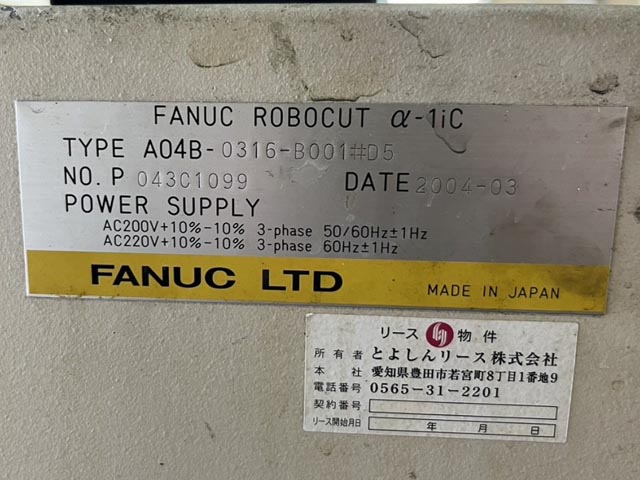 FANUC ROBOCUT α-1iC
TYPE A04B-0316-B001#D5
NO. P 043C1099 DATE 2004-03
POWER SUPPLY
AC200V+10%-10% 3-phase 50/60Hz±1Hz
AC220V+10%-10% 3-phase 60Hz±1Hz
FANUC LTD MADE IN JAPAN
リース 物件
所有者 とよしんリース株式会社
本社 愛知県豊田市若宮町8丁目1番地9
電話番号 0565-31-2201
契約番号
リース開始月日 年 月 日